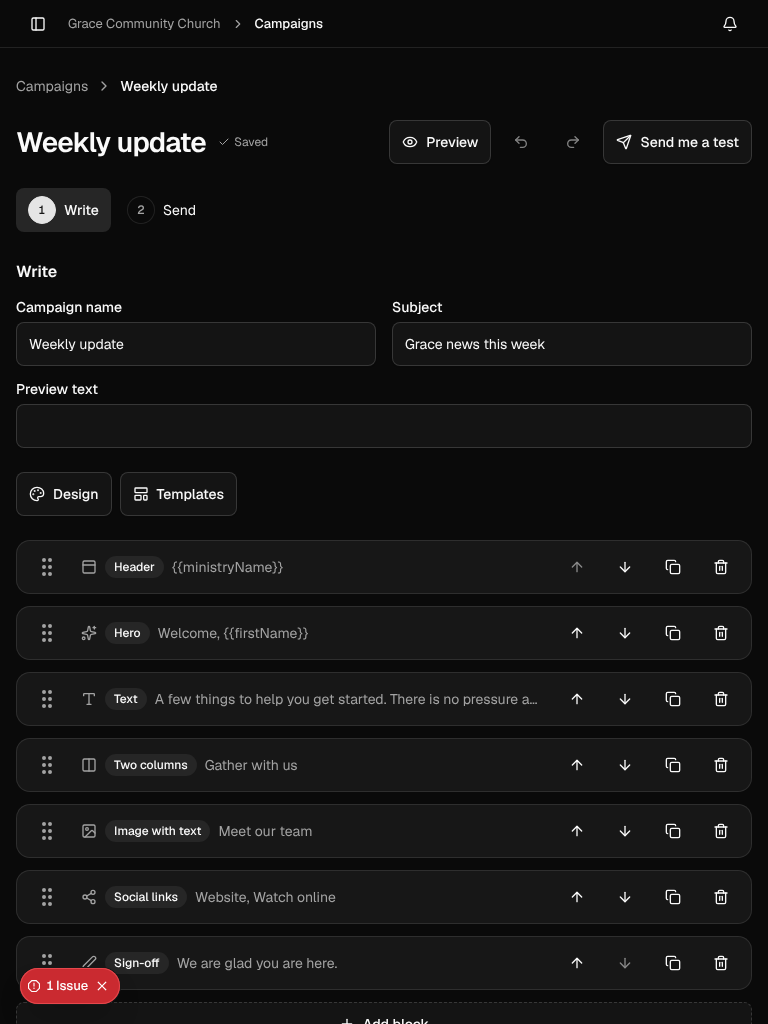 Grace Community Church > Campaigns
Campaigns > Weekly update
Weekly update Saved Preview Send me a test
1 Write 2 Send
Write
Campaign name Subject
Weekly update Grace news this week
Preview text
Design Templates
Header {{ministryName}}
Hero Welcome, {{firstName}}
Text A few things to help you get started. There is no pressure a...
Two columns Gather with us
Image with text Meet our team
Social links Website, Watch online
Sign-off We are glad you are here.
1 Issue
Add block